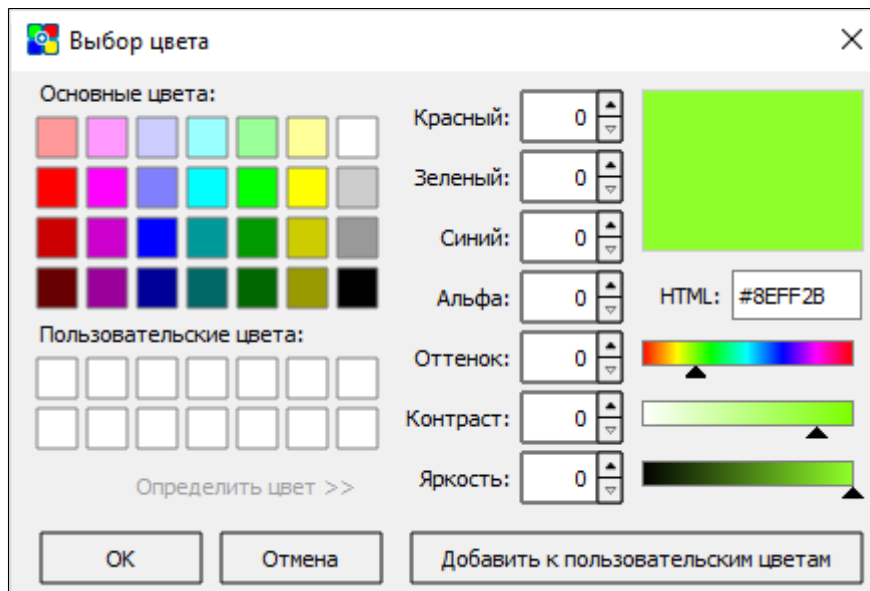 Выбор цвета
Основные цвета:
Пользовательские цвета:
Определить цвет >>
Красный: 0
Зеленый: 0
Синий: 0
Альфа: 0
Оттенок: 0
Контраст: 0
Яркость: 0
HTML: #8EFF2B
OK
Отмена
Добавить к пользовательским цветам